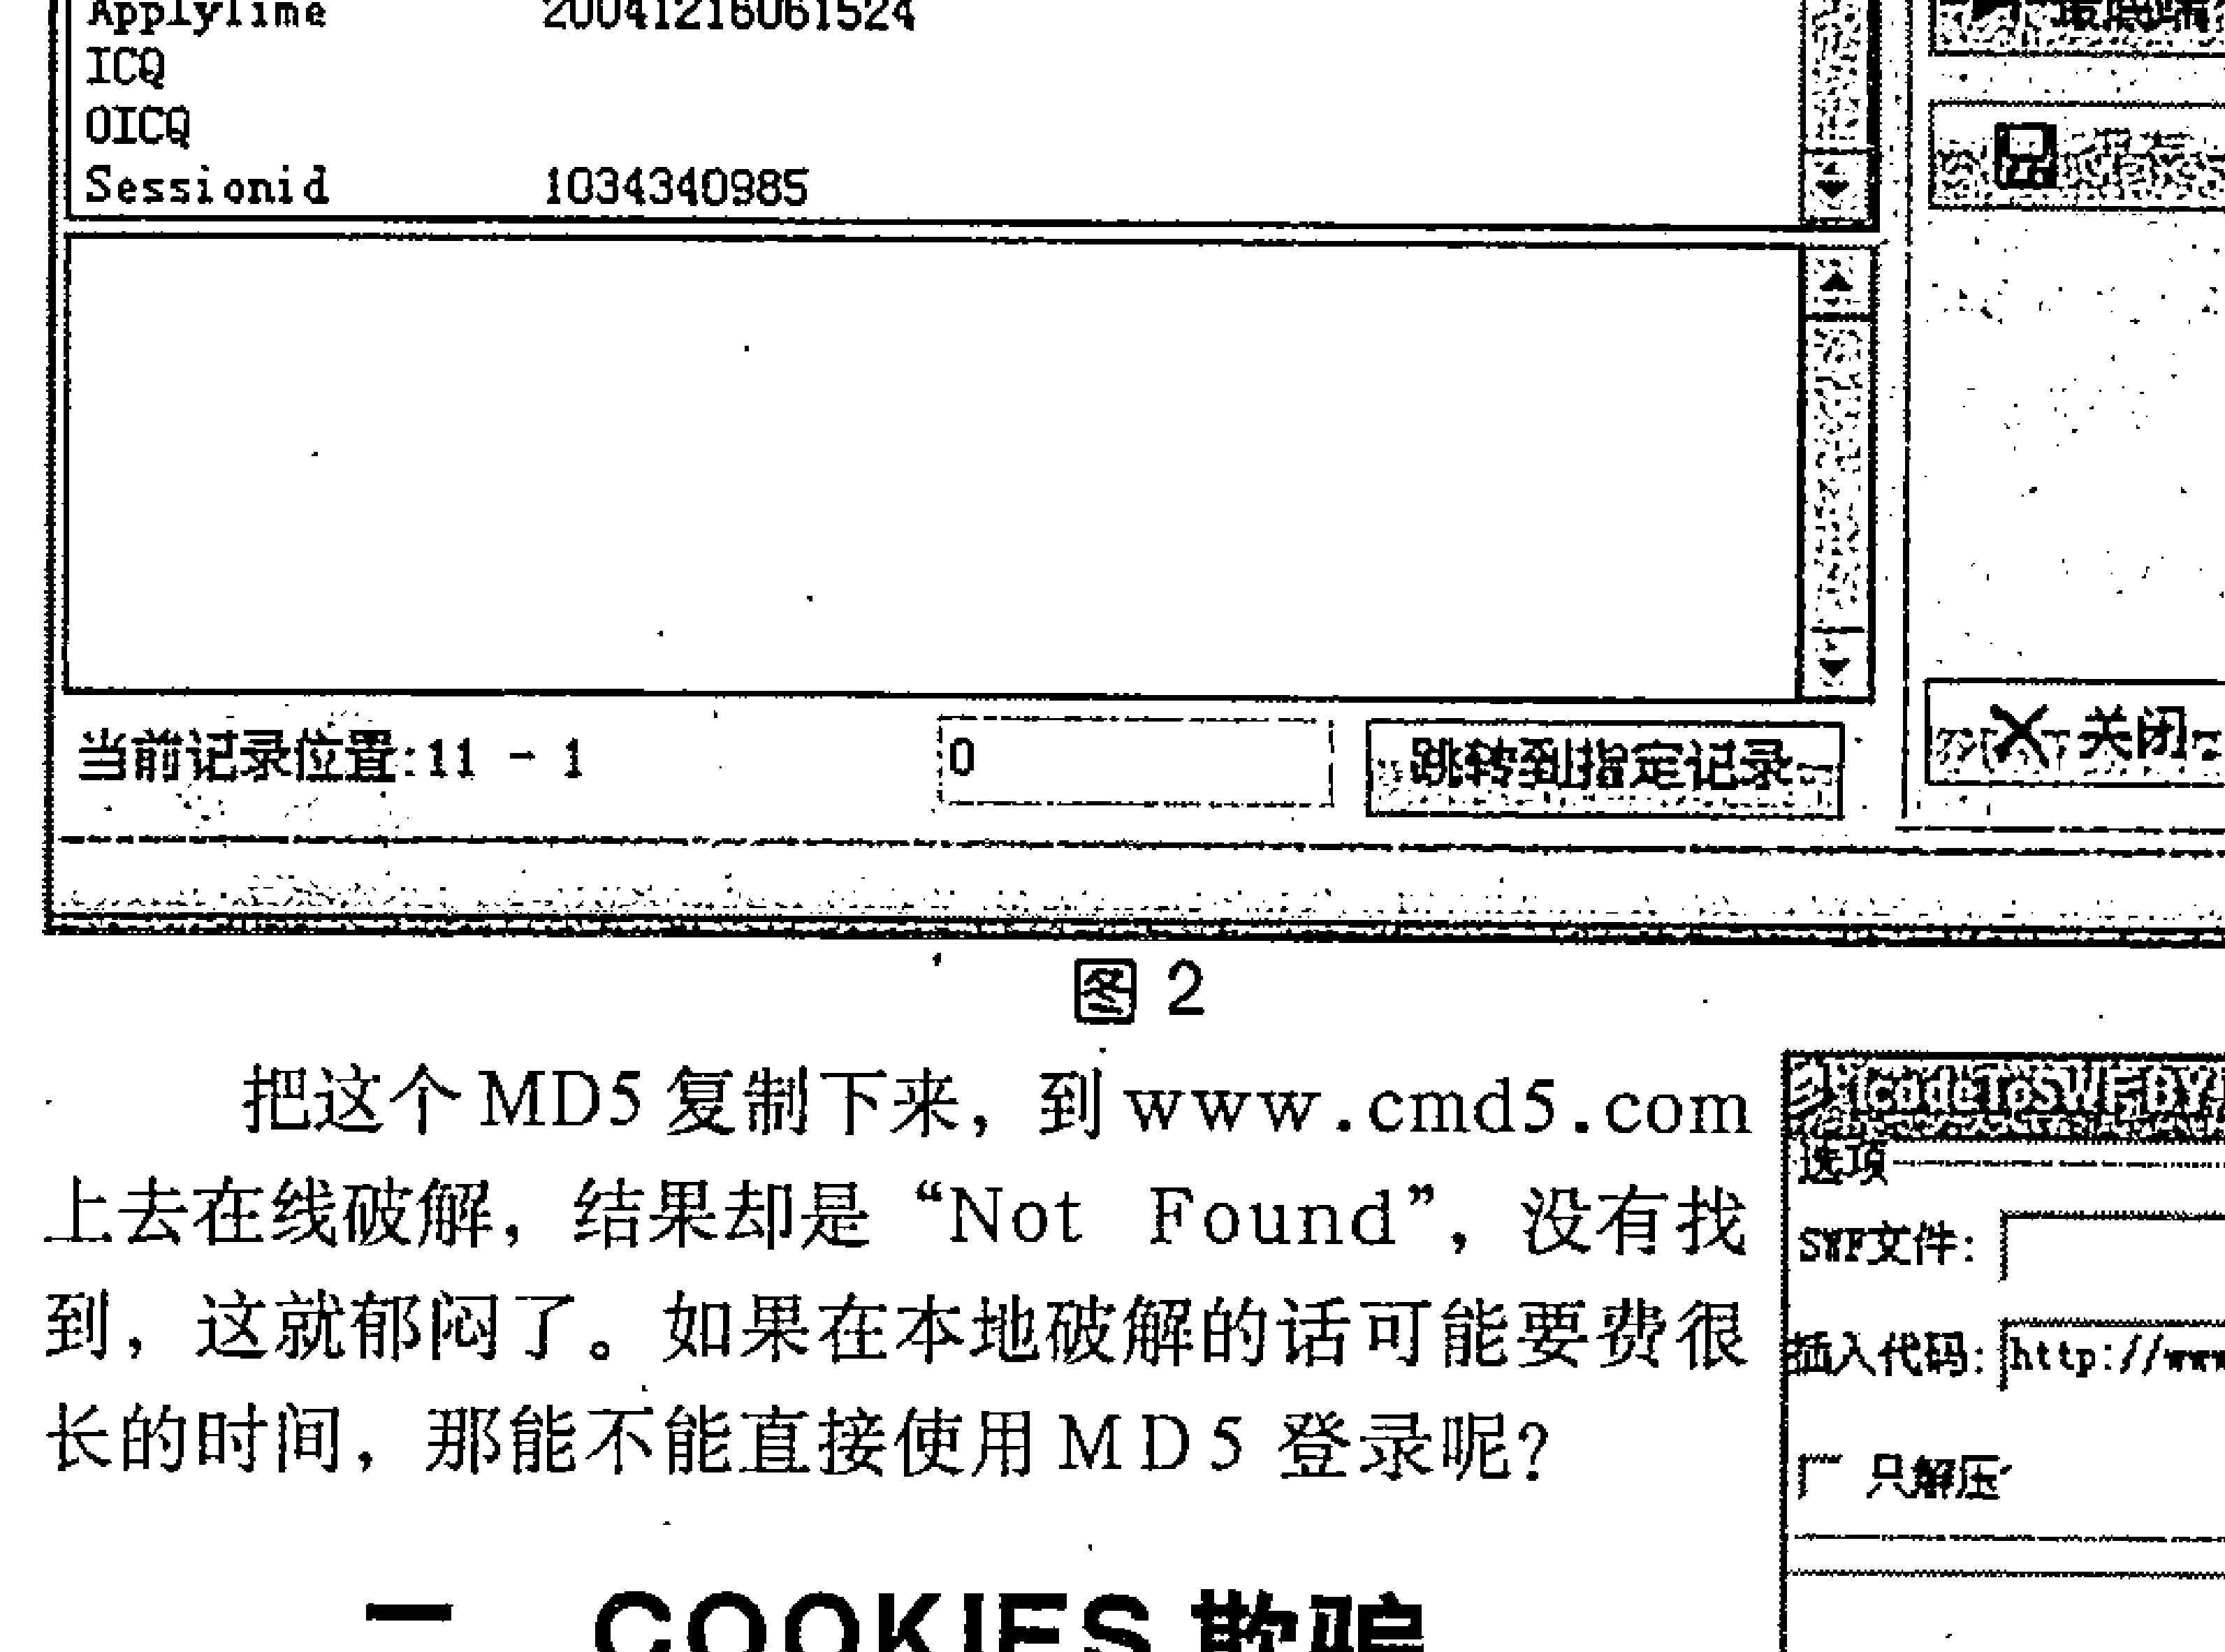 ApplyTime 20041216061524
ICQ
OICQ
Sessionid 1034340985
当前记录位置:11 - 1
0
跳转到指定记录
关闭
图 2
把这个MD5复制下来，到www.cmd5.com
上去在线破解，结果却是“Not Found”，没有找
到，这就郁闷了。如果在本地破解的话可能要费很
长的时间，那能不能直接使用MD5登录呢？
COOKIES 欺骗
选项
SWF文件:
插入代码: http://www
只解压